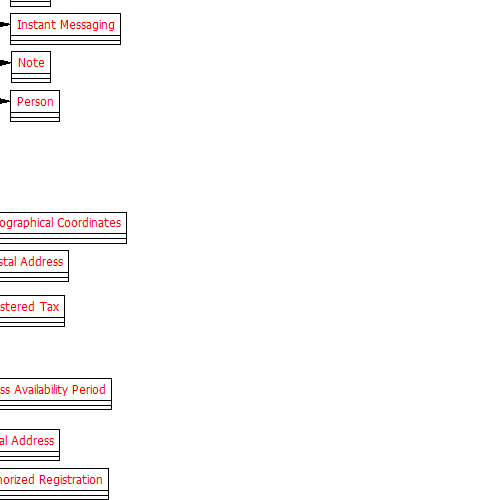 Instant Messaging
Note
Person
ographical Coordinates
stal Address
stered Tax
ss Availability Period
al Address
horized Registration